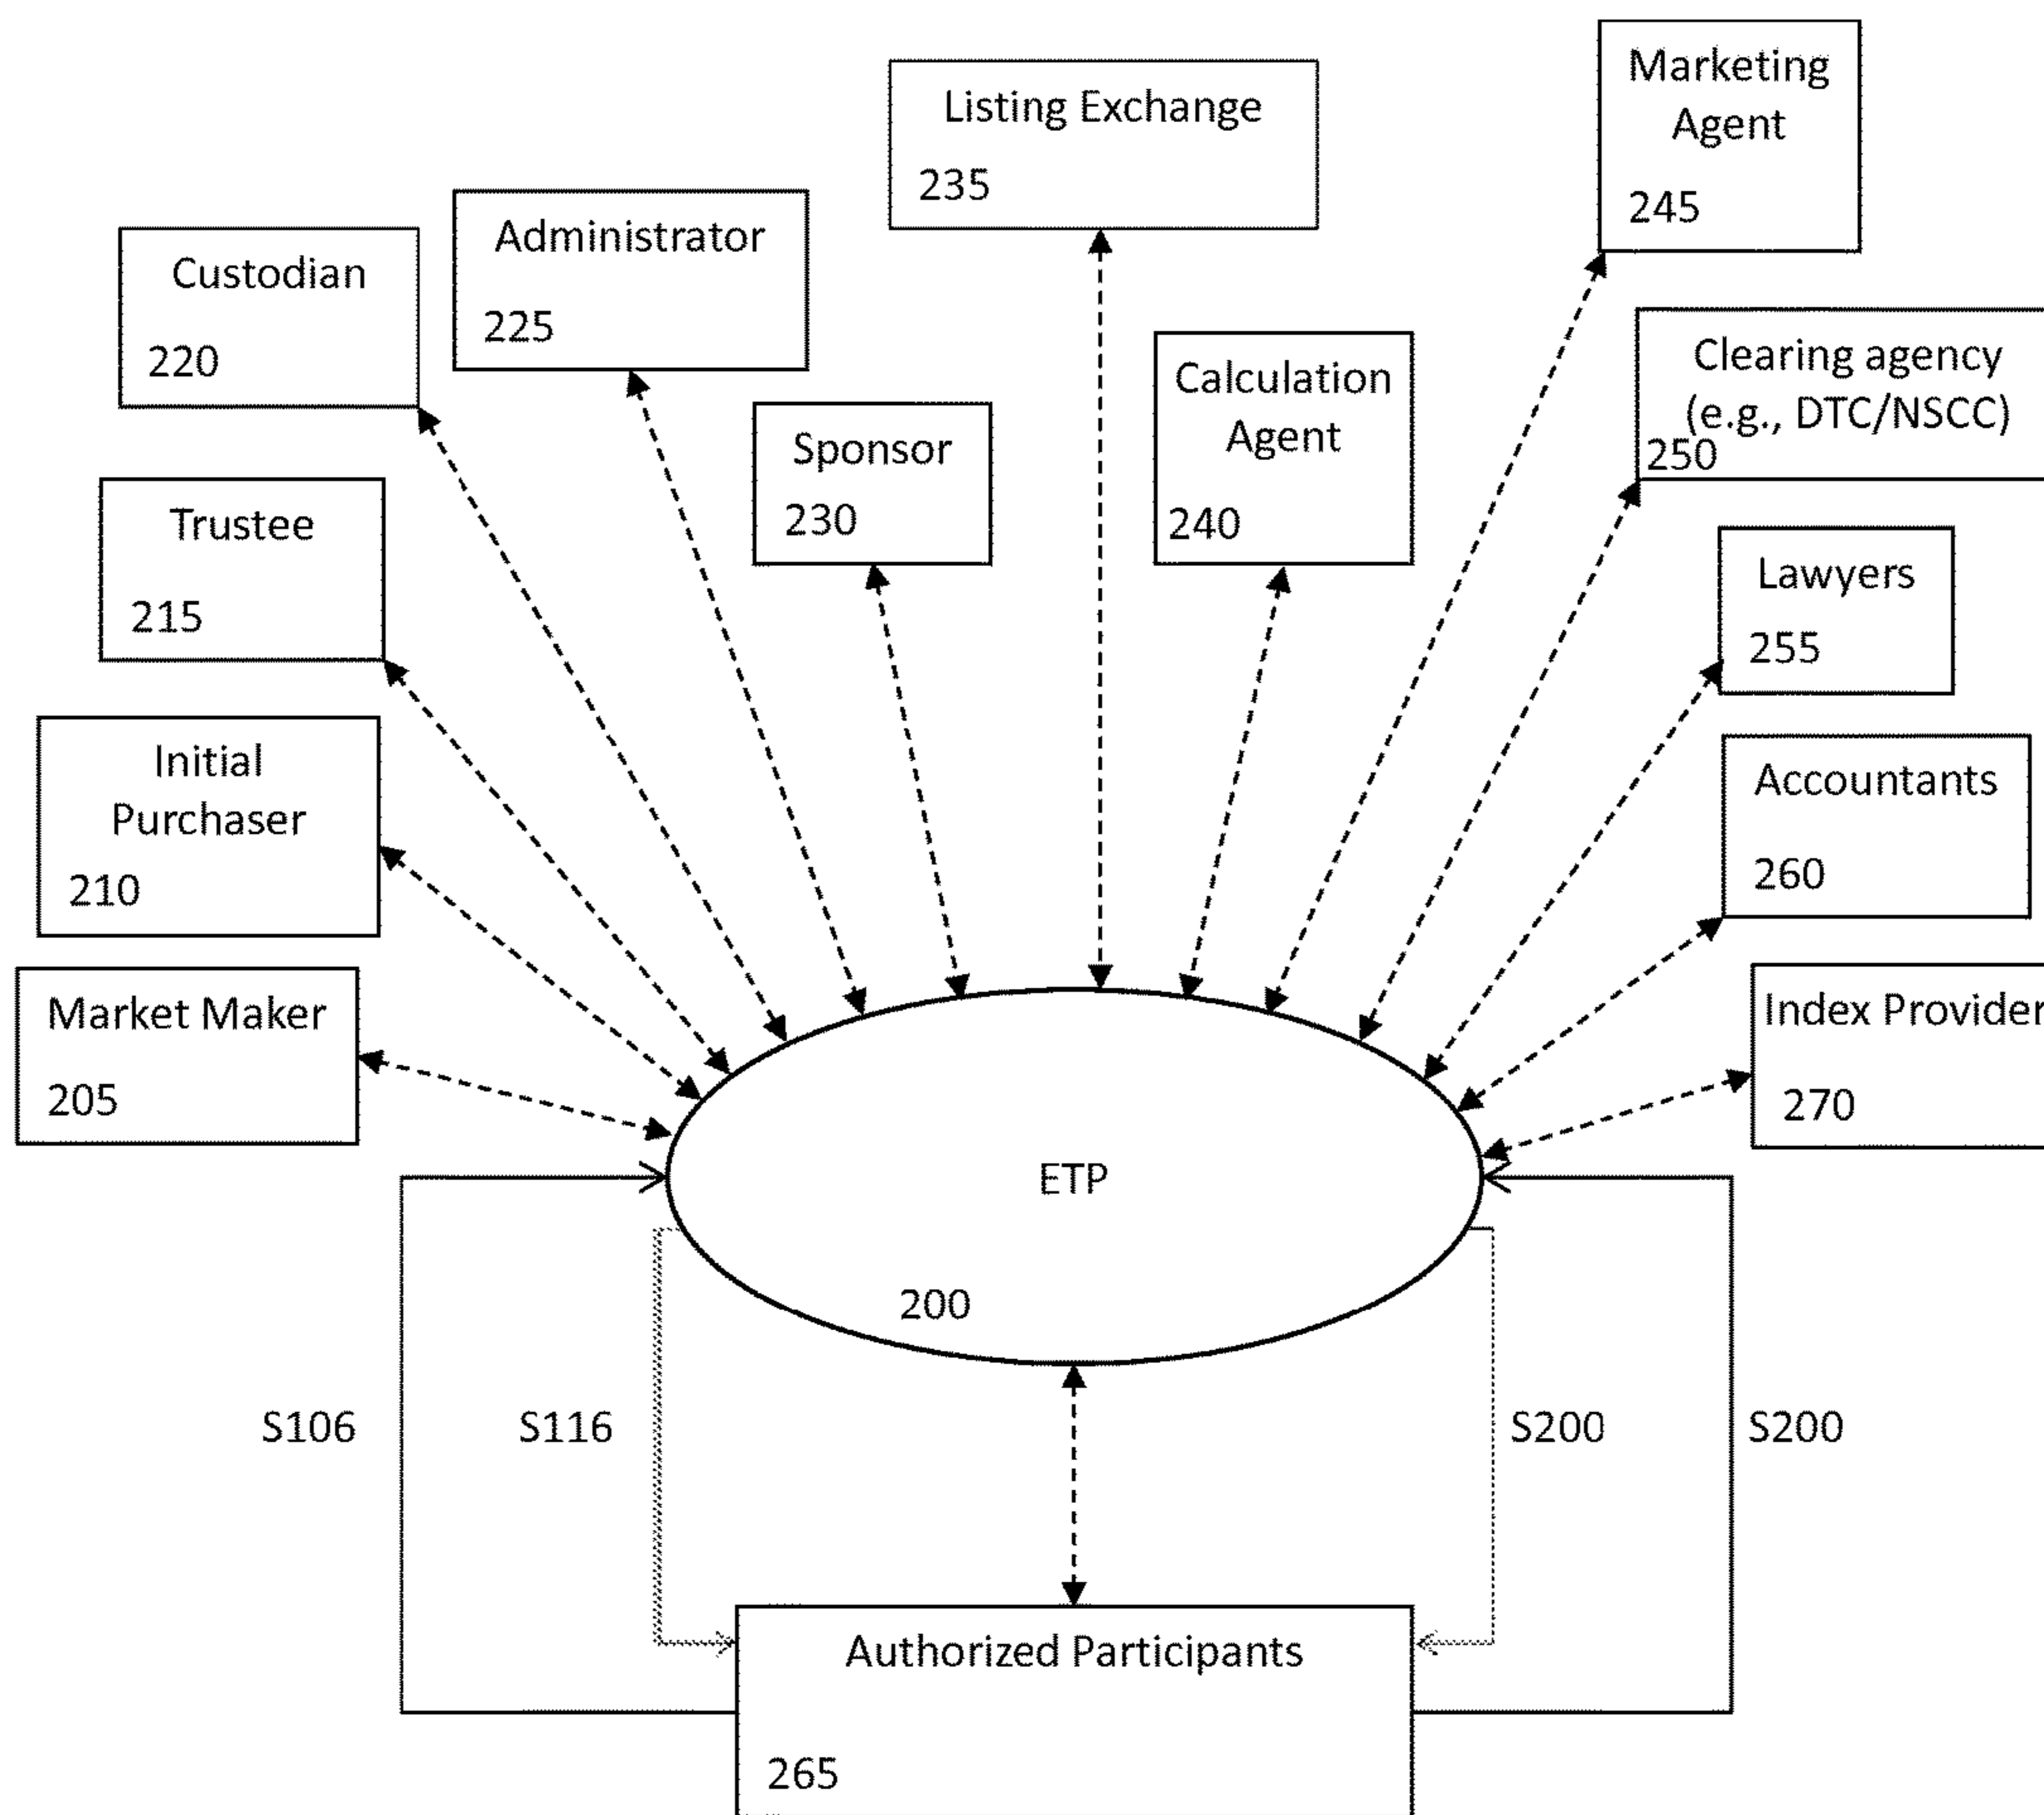 Marketing
Agent
245
Listing Exchange
235
Administrator
225
Custodian
220
Clearing agency
(e.g., DTC/NSCC)
250
Calculation
Agent
240
Sponsor
230
Trustee
215
Lawyers
255
Initial
Purchaser
210
Accountants
260
Market Maker
205
Index Provider
270
ETP
200
S106
S116
S200
S200
Authorized Participants
265